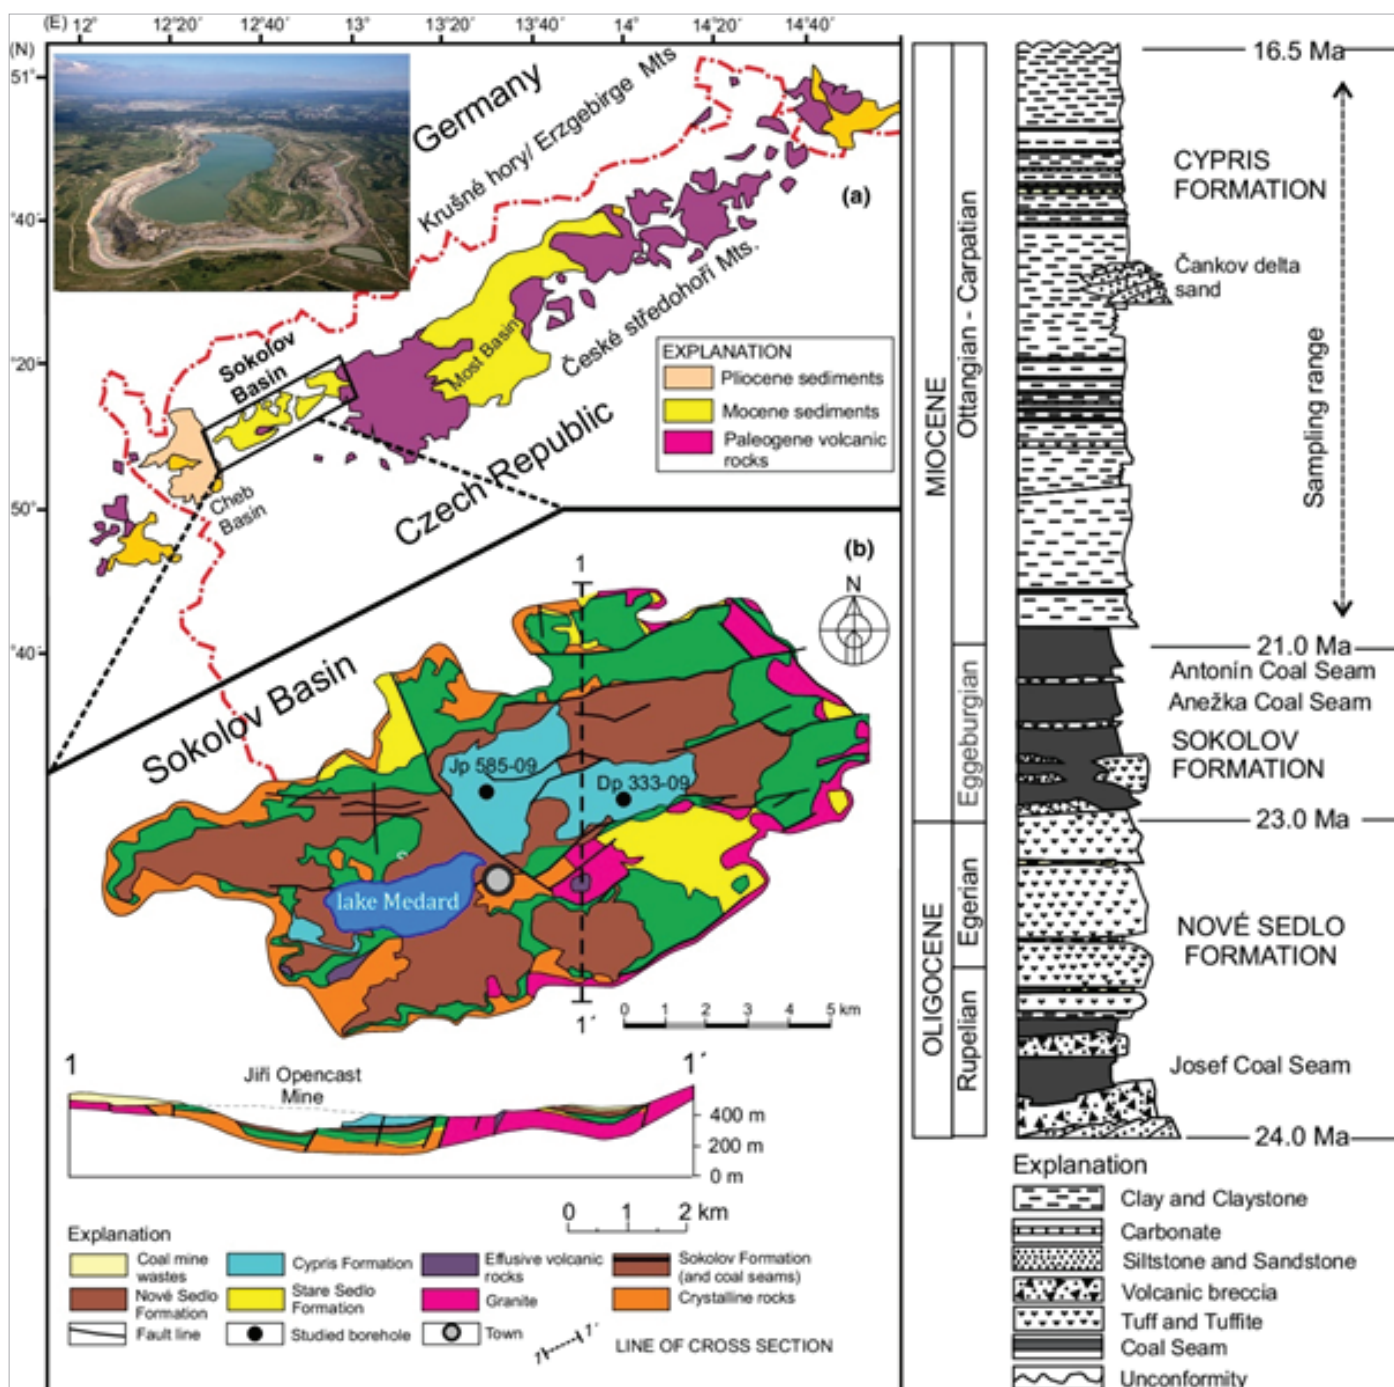 (E) 12° 12°20´ 12°40´ 13° 13°20´ 13°40´ 14° 14°20´ 14°40´
(N)
51°
°40´
°20´
50°
°40´
Germany
Krušné hory/ Erzgebirge Mts
(a)
Sokolov
Basin
Most Basin
České středohoří Mts.
Cheb
Basin
Czech Republic
EXPLANATION
Pliocene sediments
Mocene sediments
Paleogene volcanic
rocks
Sokolov Basin
(b)
1
N
Jp 585-09
Dp 333-09
lake Medard
1´
0 1 2 3 4 5 km
1
1´
Jiří Opencast
Mine
400 m
200 m
0 m
0 1 2 km
Explanation
Coal mine
wastes
Cypris Formation
Effusive volcanic
rocks
Sokolov Formation
(and coal seams)
Nové Sedlo
Formation
Stare Sedlo
Formation
Granite
Crystalline rocks
Fault line
Studied borehole
Town
1 1´
LINE OF CROSS SECTION
MIOCENE
Ottangian - Carpatian
Eggeburgian
OLIGOCENE
Egerian
Rupelian
16.5 Ma
CYPRIS
FORMATION
Čankov delta
sand
Sampling range
21.0 Ma
Antonín Coal Seam
Anežka Coal Seam
SOKOLOV
FORMATION
23.0 Ma
NOVÉ SEDLO
FORMATION
Josef Coal Seam
24.0 Ma
Explanation
Clay and Claystone
Carbonate
Siltstone and Sandstone
Volcanic breccia
Tuff and Tuffite
Coal Seam
Unconformity